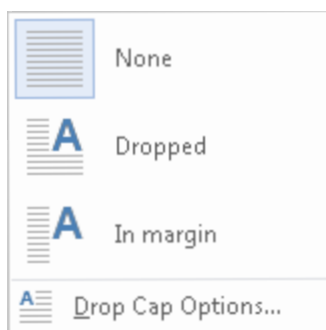 None
A Dropped
A In margin
A Drop Cap Options...